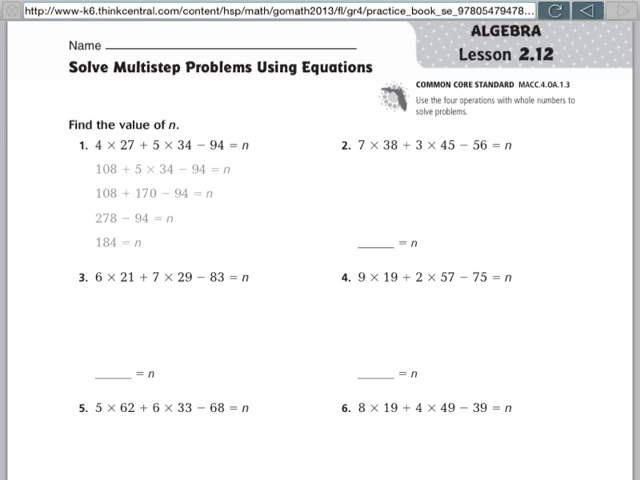 http://www-k6.thinkcentral.com/content/hsp/math/gomath2013/fl/gr4/practice_book_se_97805479478...
ALGEBRA
Lesson 2.12
Name
Solve Multistep Problems Using Equations
COMMON CORE STANDARD MACC.4.OA.1.3
Use the four operations with whole numbers to
solve problems.
Find the value of n.
1. 4 × 27 + 5 × 34 − 94 = n
108 + 5 × 34 − 94 = n
108 + 170 − 94 = n
278 − 94 = n
184 = n
2. 7 × 38 + 3 × 45 − 56 = n
_____ = n
3. 6 × 21 + 7 × 29 − 83 = n
_____ = n
4. 9 × 19 + 2 × 57 − 75 = n
_____ = n
5. 5 × 62 + 6 × 33 − 68 = n
6. 8 × 19 + 4 × 49 − 39 = n